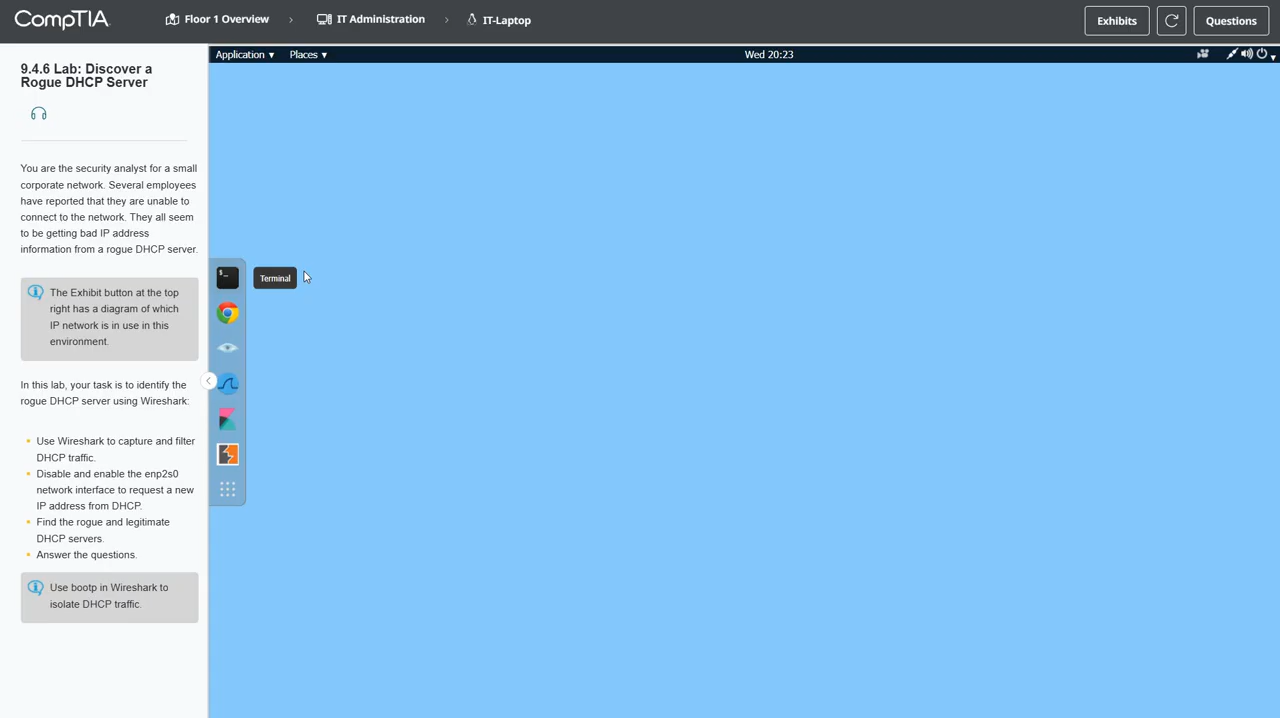 CompTIA.
Floor 1 Overview
IT Administration
IT-Laptop
Exhibits
Questions
9.4.6 Lab: Discover a
Rogue DHCP Server
You are the security analyst for a small
corporate network. Several employees
have reported that they are unable to
connect to the network. They all seem
to be getting bad IP address
information from a rogue DHCP server.
The Exhibit button at the top
right has a diagram of which
IP network is in use in this
environment.
In this lab, your task is to identify the
rogue DHCP server using Wireshark:
Use Wireshark to capture and filter
DHCP traffic.
Disable and enable the enp2s0
network interface to request a new
IP address from DHCP.
Find the rogue and legitimate
DHCP servers.
Answer the questions.
Use bootp in Wireshark to
isolate DHCP traffic.
Application
Places
Wed 20:23
$_
Terminal